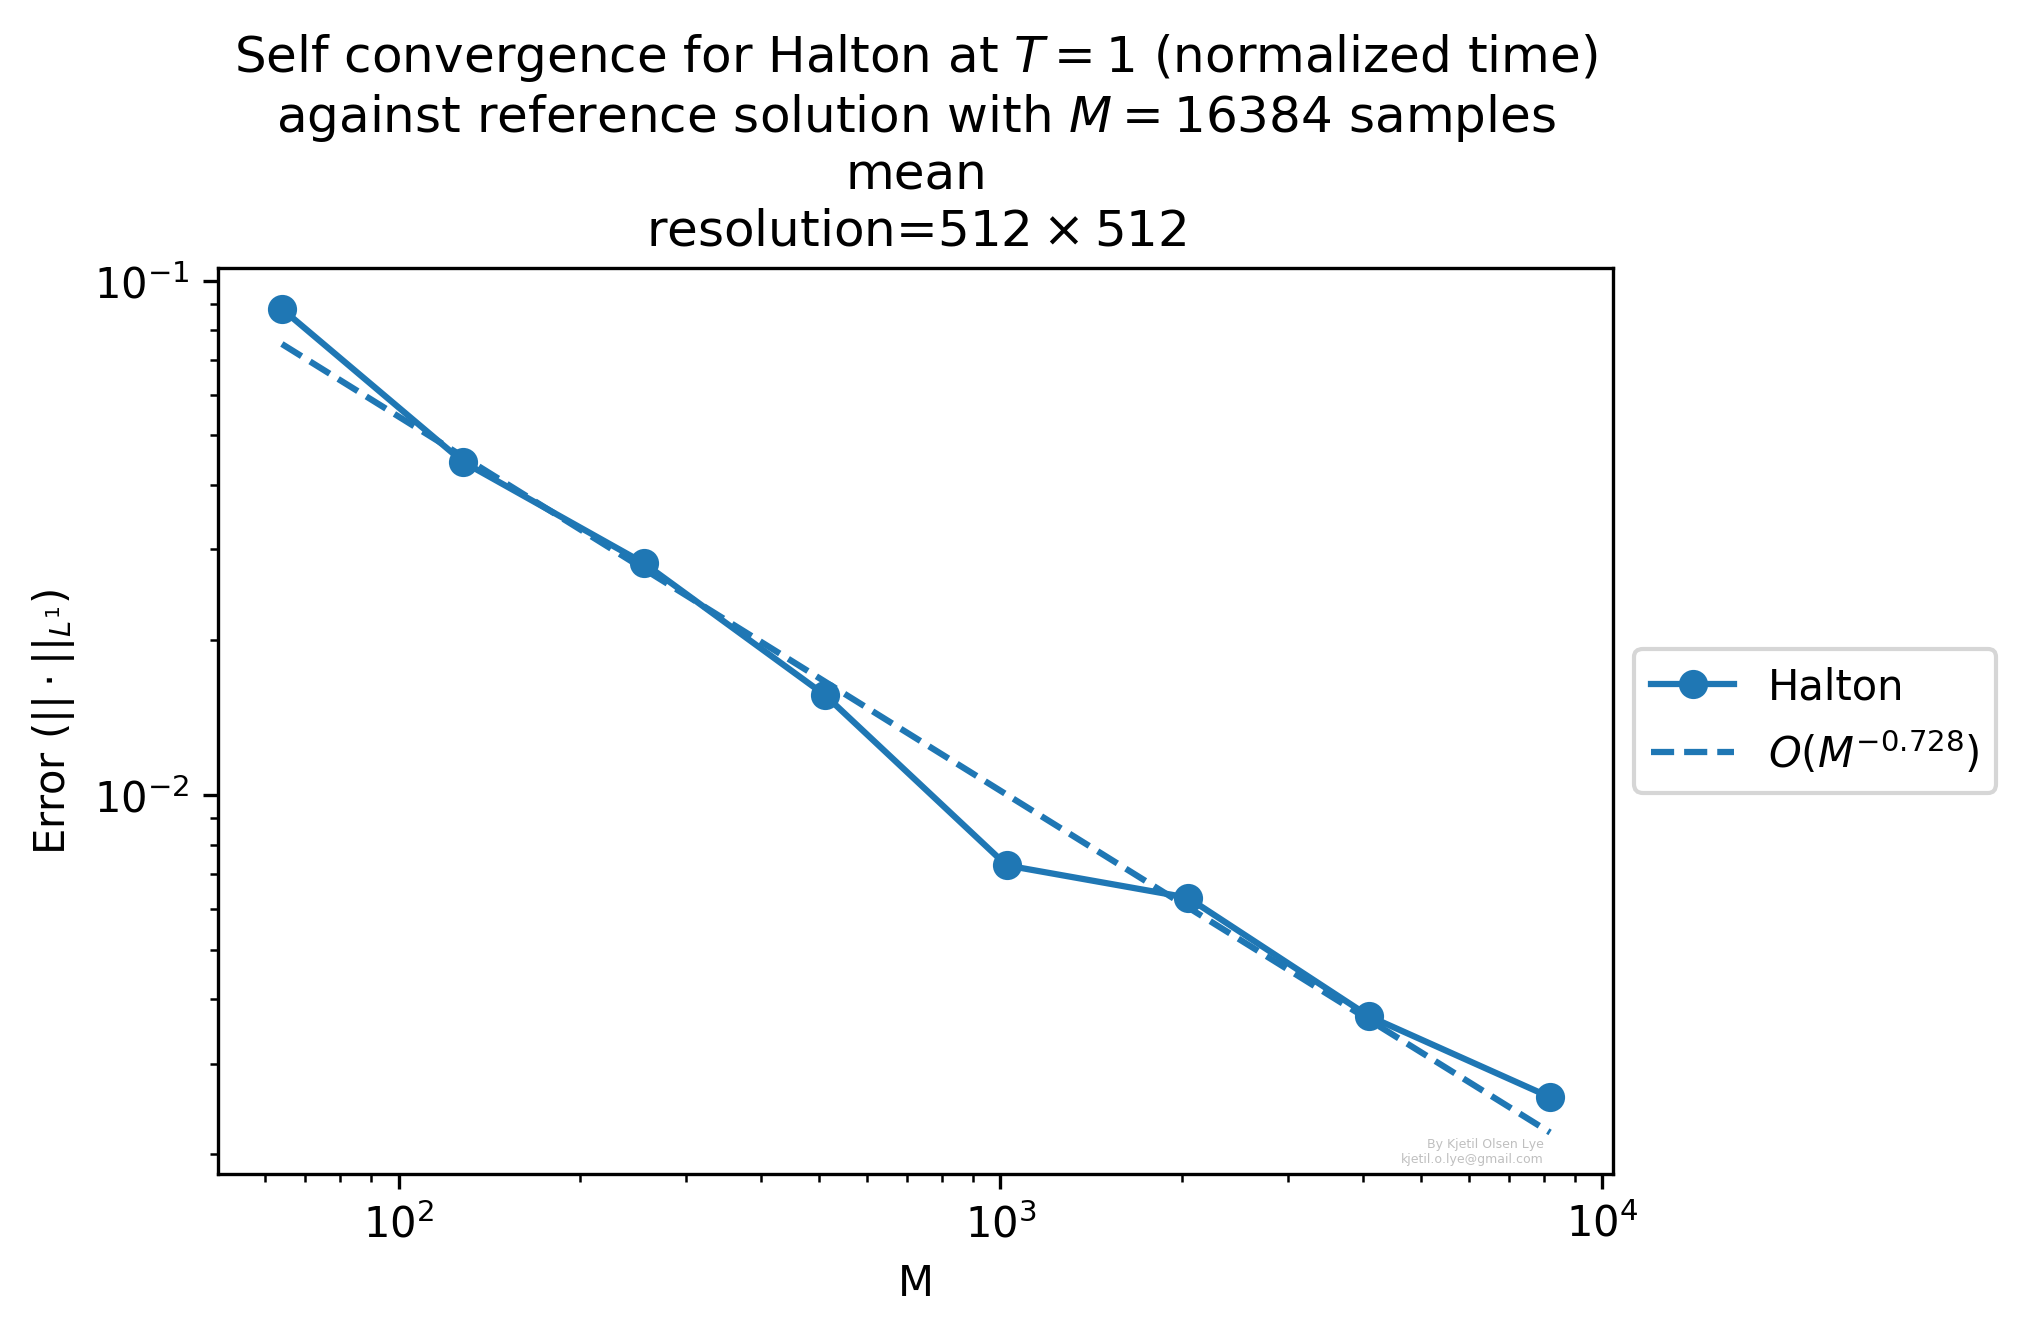 Self convergence for Halton at $T = 1$ (normalized time)
against reference solution with $M = 16384$ samples
mean
resolution=$512 \times 512$
$10^{-1}$
$10^{-2}$
Error ($|| \cdot ||_{L^1}$)
Halton
$O(M^{-0.728})$
By Kjetil Olsen Lye
kjetil.o.lye@gmail.com
$10^2$
$10^3$
$10^4$
M